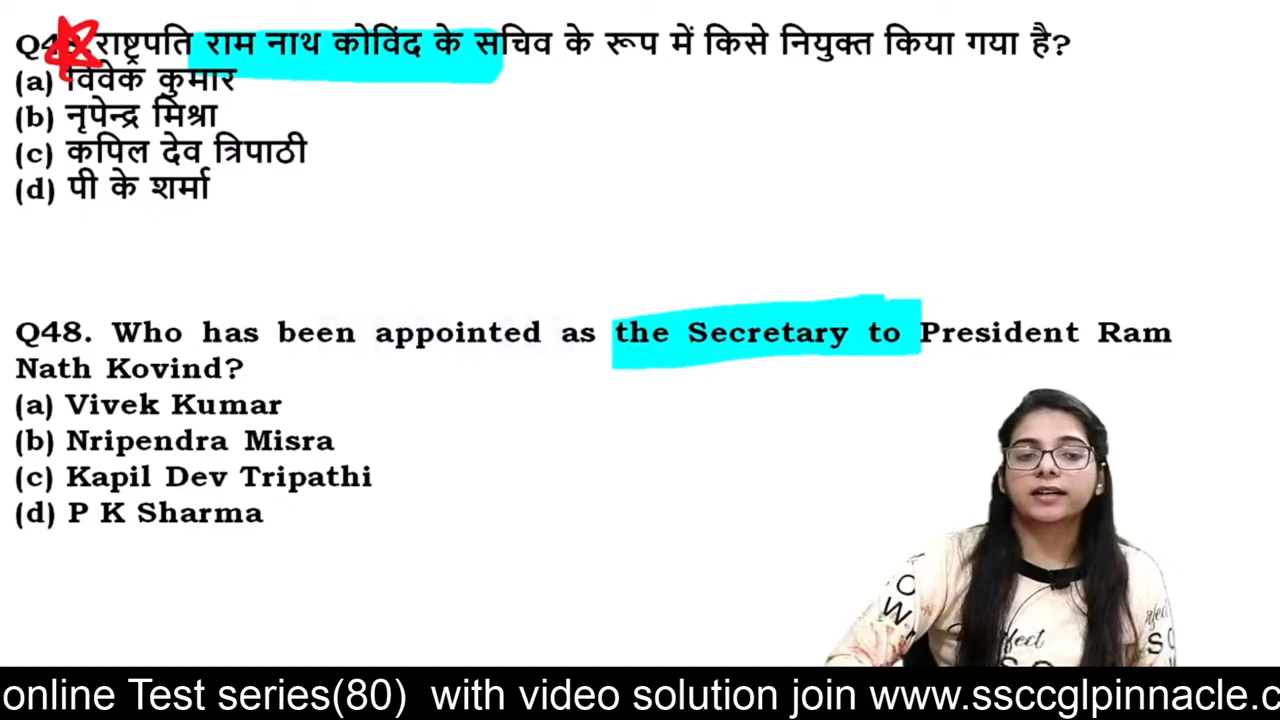 राष्ट्रपति राम नाथ कोविंद के सचिव के रूप में किसे नियुक्त किया गया है?
(a) विवेक कुमार
(b) नृपेन्द्र मिश्रा
(c) कपिल देव त्रिपाठी
(d) पी के शर्मा
Q48. Who has been appointed as the Secretary to President Ram
Nath Kovind?
(a) Vivek Kumar
(b) Nripendra Misra
(c) Kapil Dev Tripathi
(d) P K Sharma
online Test series(80) with video solution join www.ssccglpinnacle.c